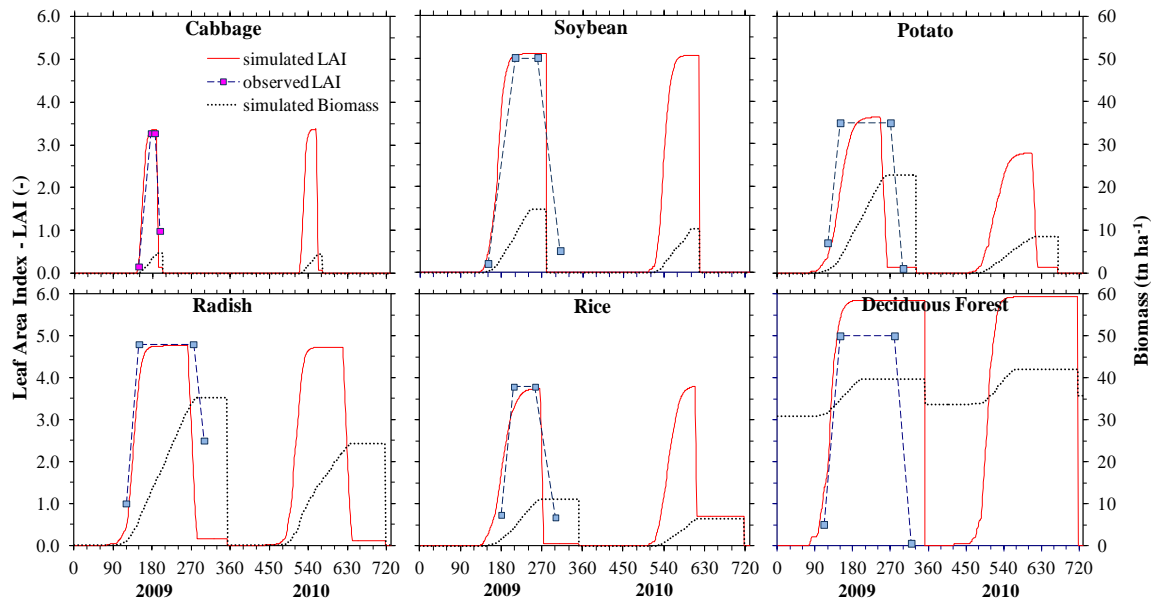 Cabbage
Soybean
Potato
simulated LAI
observed LAI
simulated Biomass
6.0
5.0
4.0
3.0
2.0
1.0
0.0
60
50
40
30
20
10
0
Leaf Area Index - LAI (-)
Biomass (tn ha⁻¹)
Radish
Rice
Deciduous Forest
6.0
5.0
4.0
3.0
2.0
1.0
0.0
60
50
40
30
20
10
0
0 90 180 270 360 450 540 630 720
0 90 180 270 360 450 540 630 720
0 90 180 270 360 450 540 630 720
2009 2010
2009 2010
2009 2010